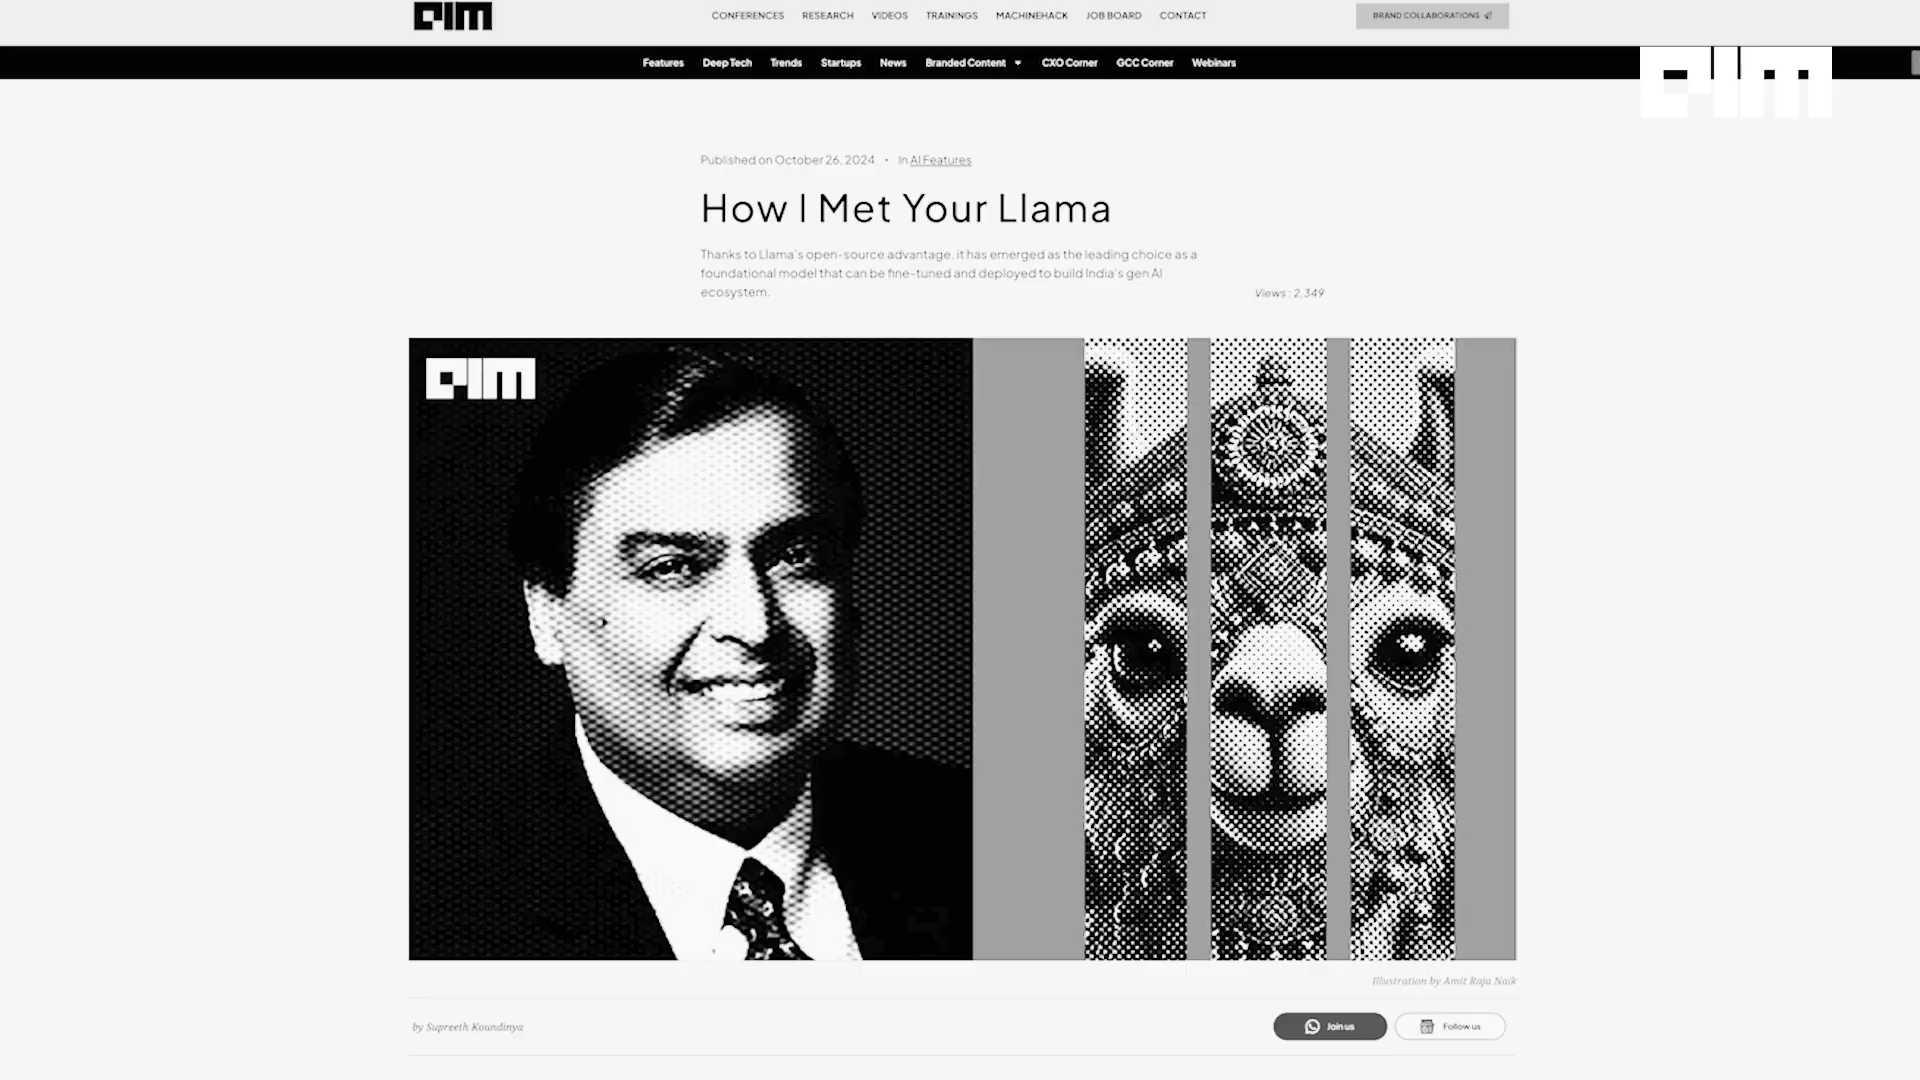 aim
CONFERENCES RESEARCH VIDEOS TRAININGS MACHINEHACK JOB BOARD CONTACT
BRAND COLLABORATIONS
Features Deep Tech Trends Startups News Branded Content CXO Corner GCC Corner Webinars
aim
Published on October 26, 2024 • In AI Features
How I Met Your Llama
Thanks to Llama's open-source advantage, it has emerged as the leading choice as a
foundational model that can be fine-tuned and deployed to build India's gen AI
ecosystem.
Views : 2,349
aim
Illustration by Amit Raja Naik
by Supreeth Koundinya
Join us
Follow us